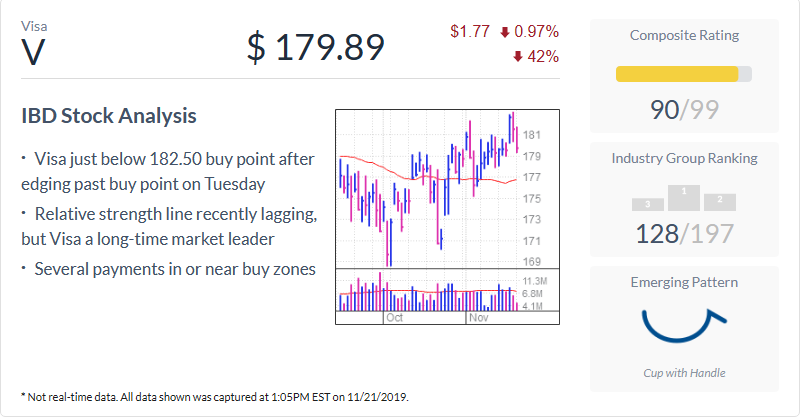 Visa
V
$ 179.89
$1.77 0.97%
42%
IBD Stock Analysis
· Visa just below 182.50 buy point after
edging past buy point on Tuesday
· Relative strength line recently lagging,
but Visa a long-time market leader
· Several payments in or near buy zones
181
179
177
175
173
171
169
11.3M
6.8M
4.1M
Oct Nov
Composite Rating
90/99
Industry Group Ranking
3 1 2
128/197
Emerging Pattern
Cup with Handle
* Not real-time data. All data shown was captured at 1:05PM EST on 11/21/2019.